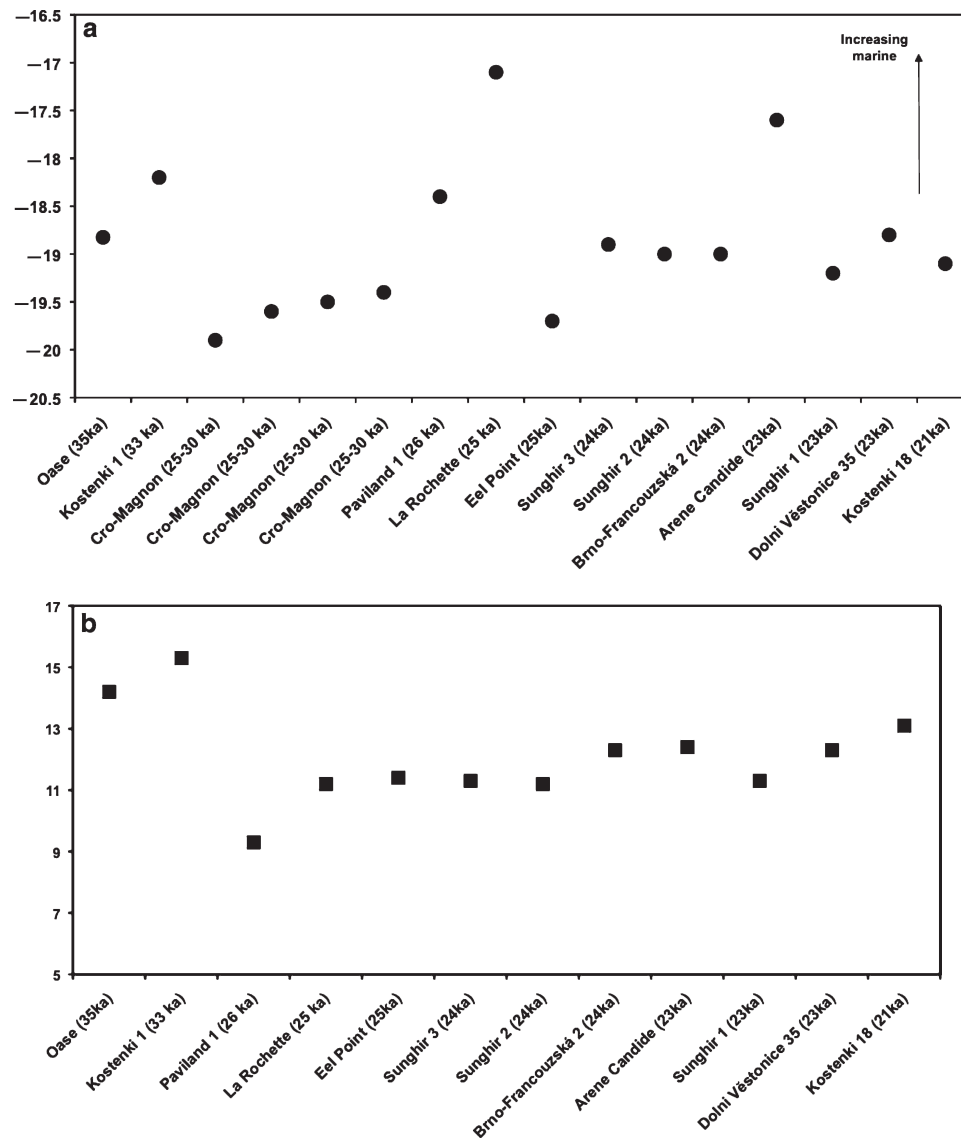 a
—16.5
—17
—17.5
—18
—18.5
—19
—19.5
—20
—20.5
Increasing
marine
Oase (35ka)
Kostenki 1 (33 ka)
Cro-Magnon (25-30 ka)
Cro-Magnon (25-30 ka)
Cro-Magnon (25-30 ka)
Cro-Magnon (25-30 ka)
Paviland 1 (26 ka)
La Rochette (25 ka)
Eel Point (25ka)
Sunghir 3 (24ka)
Sunghir 2 (24ka)
Brno-Francouzská 2 (24ka)
Arene Candide (23ka)
Sunghir 1 (23ka)
Dolni Věstonice 35 (23ka)
Kostenki 18 (21ka)
b
17
15
13
11
9
7
5
Oase (35ka)
Kostenki 1 (33 ka)
Paviland 1 (26 ka)
La Rochette (25 ka)
Eel Point (25ka)
Sunghir 3 (24ka)
Sunghir 2 (24ka)
Brno-Francouzská 2 (24ka)
Arene Candide (23ka)
Sunghir 1 (23ka)
Dolni Věstonice 35 (23ka)
Kostenki 18 (21ka)